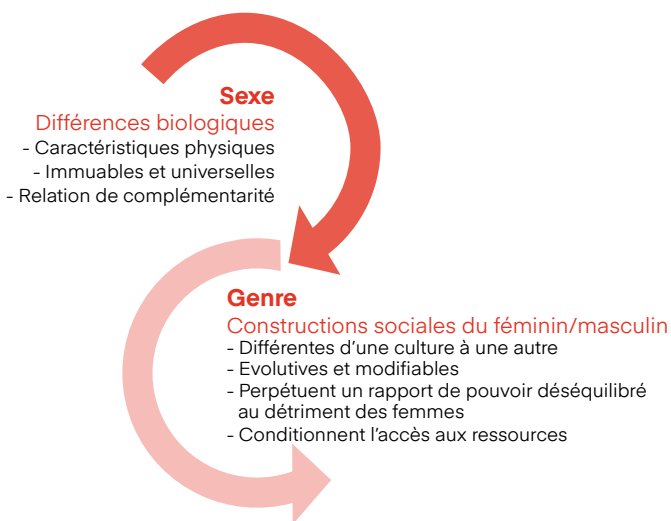 Sexe
Différences biologiques
- Caractéristiques physiques
- Immuables et universelles
- Relation de complémentarité
Genre
Constructions sociales du féminin/masculin
- Différentes d'une culture à une autre
- Evolutives et modifiables
- Perpétuent un rapport de pouvoir déséquilibré
au détriment des femmes
- Conditionnent l'accès aux ressources